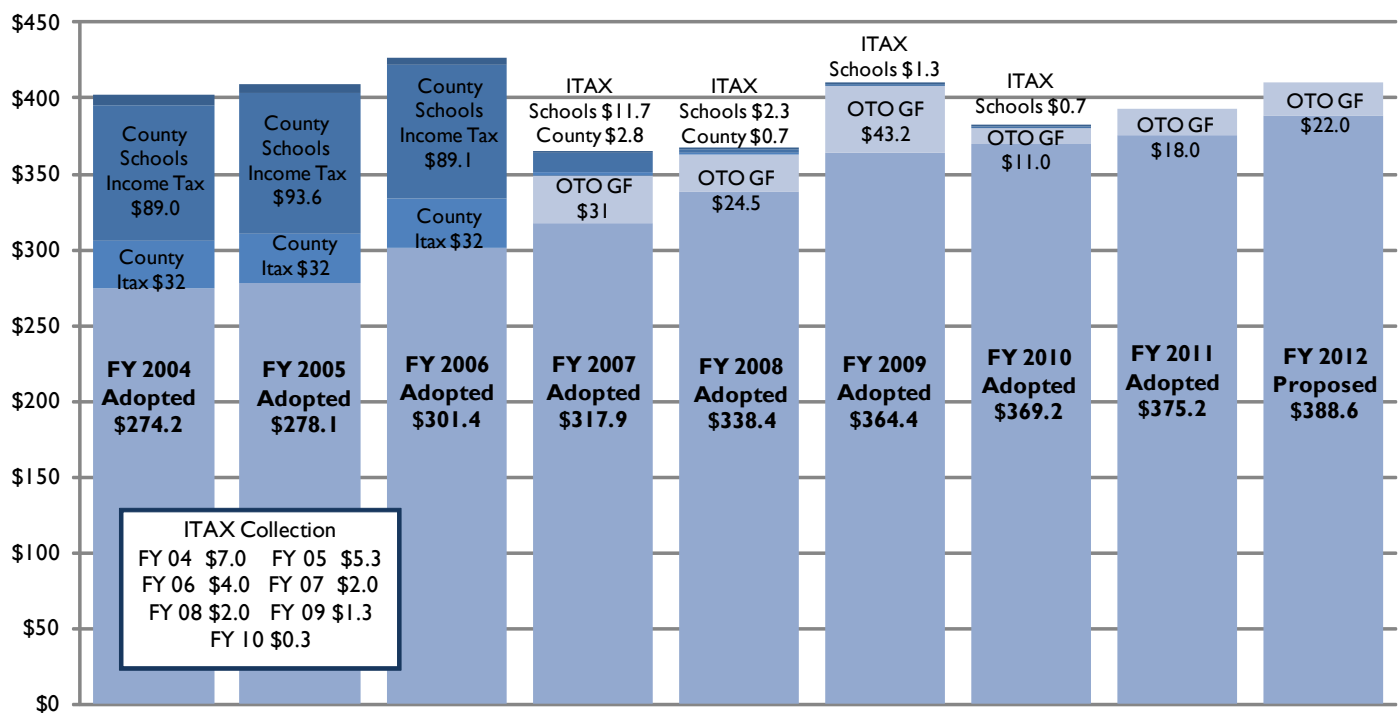 $450
$400
$350
$300
$250
$200
$150
$100
$50
$0
County
Schools
Income Tax
$89.0
County
Itax $32
FY 2004
Adopted
$274.2
County
Schools
Income Tax
$93.6
County
Itax $32
FY 2005
Adopted
$278.1
County
Schools
Income Tax
$89.1
County
Itax $32
FY 2006
Adopted
$301.4
ITAX
Schools $11.7
County $2.8
OTO GF
$31
FY 2007
Adopted
$317.9
ITAX
Schools $2.3
County $0.7
OTO GF
$24.5
FY 2008
Adopted
$338.4
ITAX
Schools $1.3
OTO GF
$43.2
FY 2009
Adopted
$364.4
ITAX
Schools $0.7
OTO GF
$11.0
FY 2010
Adopted
$369.2
OTO GF
$18.0
FY 2011
Adopted
$375.2
OTO GF
$22.0
FY 2012
Proposed
$388.6
ITAX Collection
FY 04 $7.0 FY 05 $5.3
FY 06 $4.0 FY 07 $2.0
FY 08 $2.0 FY 09 $1.3
FY 10 $0.3